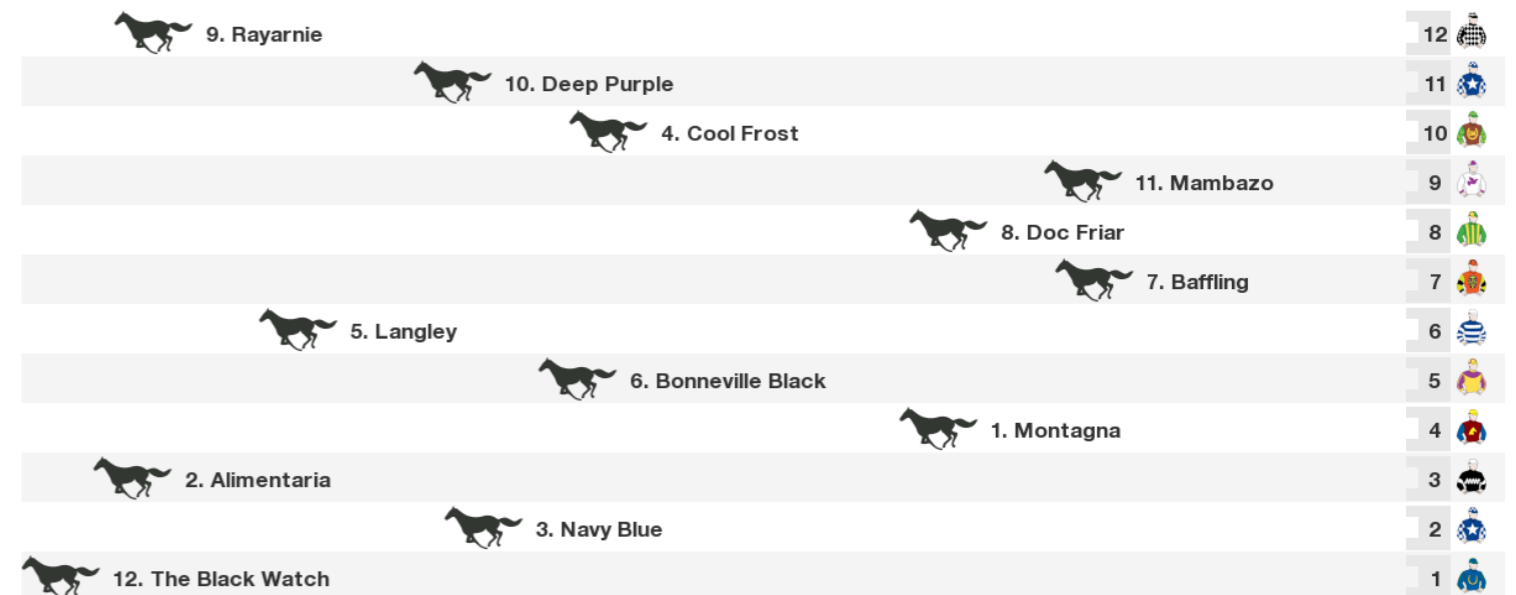 9. Rayarnie 12
10. Deep Purple 11
4. Cool Frost 10
11. Mambazo 9
8. Doc Friar 8
7. Baffling 7
5. Langley 6
6. Bonneville Black 5
1. Montagna 4
2. Alimentaria 3
3. Navy Blue 2
12. The Black Watch 1